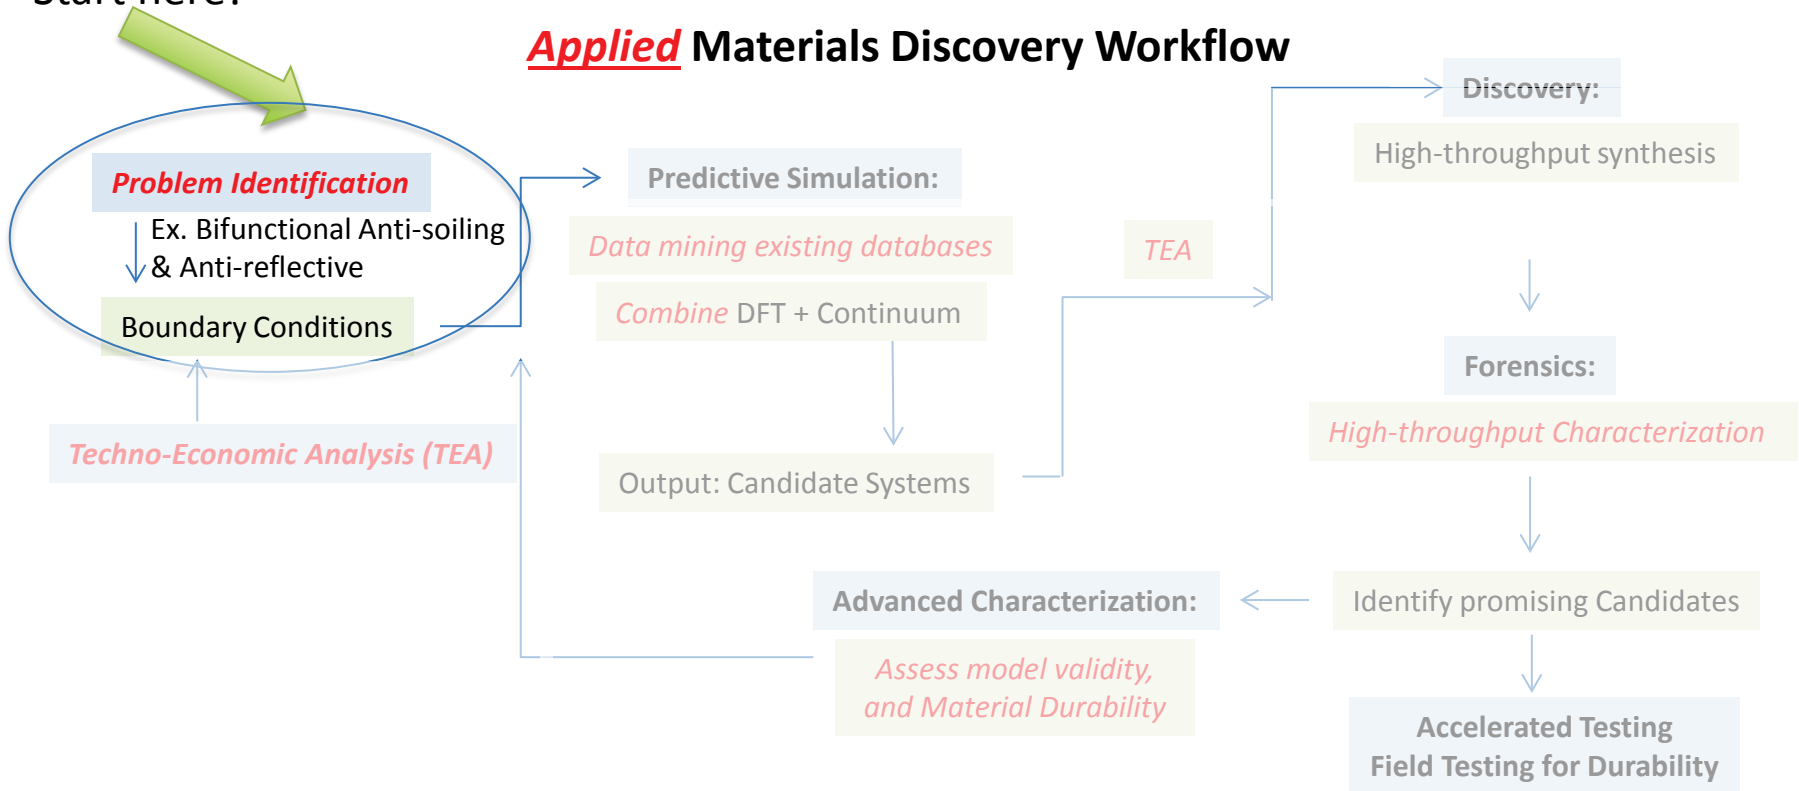 Start here!
Applied Materials Discovery Workflow
Problem Identification
Ex. Bifunctional Anti-soiling
& Anti-reflective
Boundary Conditions
Techno-Economic Analysis (TEA)
Predictive Simulation:
Data mining existing databases
Combine DFT + Continuum
Output: Candidate Systems
TEA
Discovery:
High-throughput synthesis
Forensics:
High-throughput Characterization
Identify promising Candidates
Advanced Characterization:
Assess model validity,
and Material Durability
Accelerated Testing
Field Testing for Durability